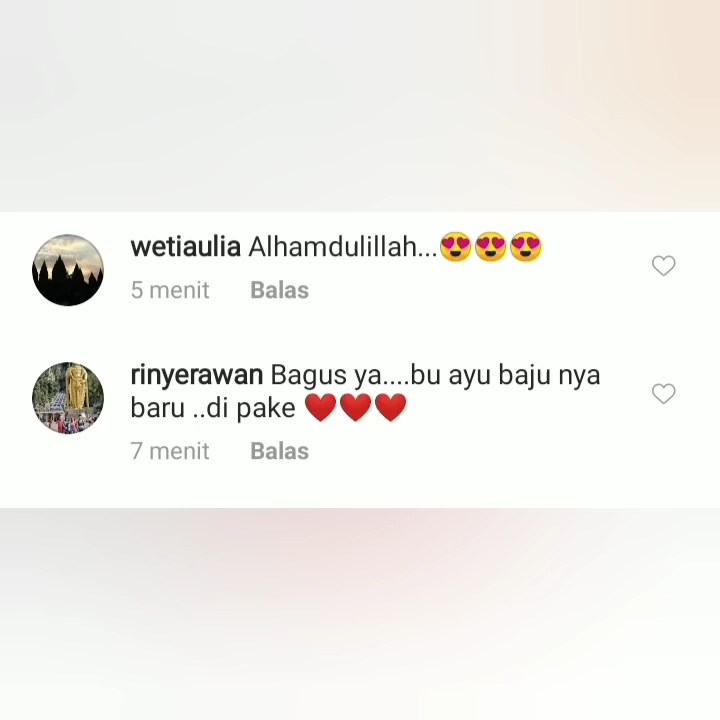 wetiaulia Alhamdulillah...😍😍😍
5 menit Balas
rinyerawan Bagus ya....bu ayu baju nya
baru ..di pake ❤️❤️❤️
7 menit Balas